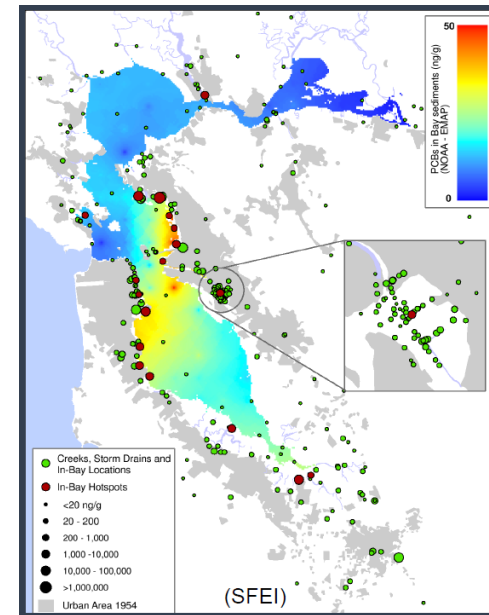 50
PCBs in Bay sediments (ng/g)
(NOAA - EMAP)
0
Creeks, Storm Drains and
In-Bay Locations
In-Bay Hotspots
<20 ng/g
20 - 200
200 - 1,000
1,000 -10,000
10,000 - 100,000
>1,000,000
Urban Area 1954
(SFEI)